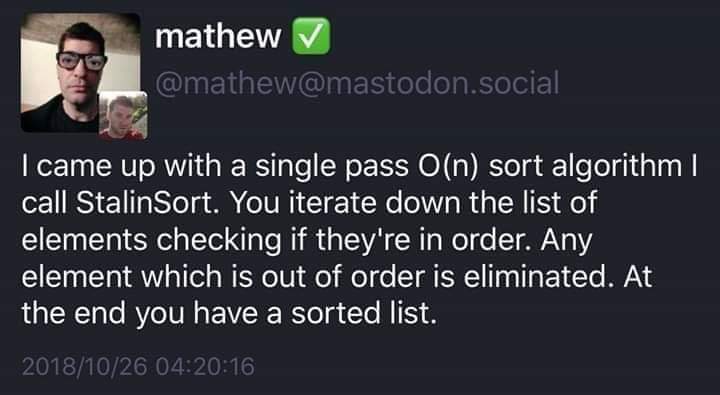 mathew ✅
@mathew@mastodon.social
I came up with a single pass O(n) sort algorithm I
call StalinSort. You iterate down the list of
elements checking if they're in order. Any
element which is out of order is eliminated. At
the end you have a sorted list.
2018/10/26 04:20:16